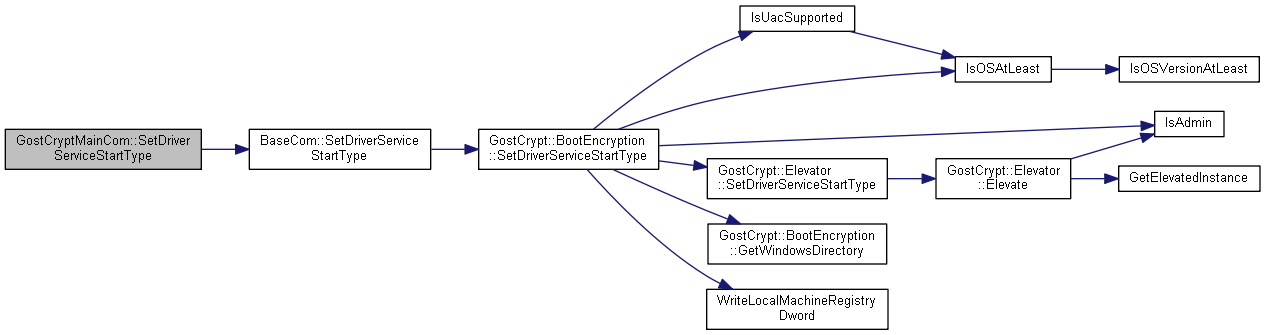 IsUacSupported
IsOSAtLeast
IsOSVersionAtLeast
GostCryptMainCom::SetDriver
ServiceStartType
BaseCom::SetDriverService
StartType
GostCrypt::BootEncryption
::SetDriverServiceStartType
IsAdmin
GostCrypt::Elevator
::SetDriverServiceStartType
GostCrypt::Elevator
::Elevate
GetElevatedInstance
GostCrypt::BootEncryption
::GetWindowsDirectory
WriteLocalMachineRegistry
Dword